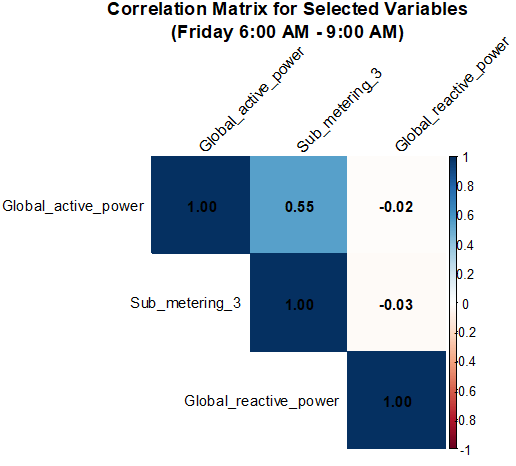 Correlation Matrix for Selected Variables
(Friday 6:00 AM - 9:00 AM)
Global_active_power
Sub_metering_3
Global_reactive_power
Global_active_power
1.00
0.55
-0.02
Sub_metering_3
1.00
-0.03
Global_reactive_power
1.00
1
0.8
0.6
0.4
0.2
0
-0.2
-0.4
-0.6
-0.8
-1